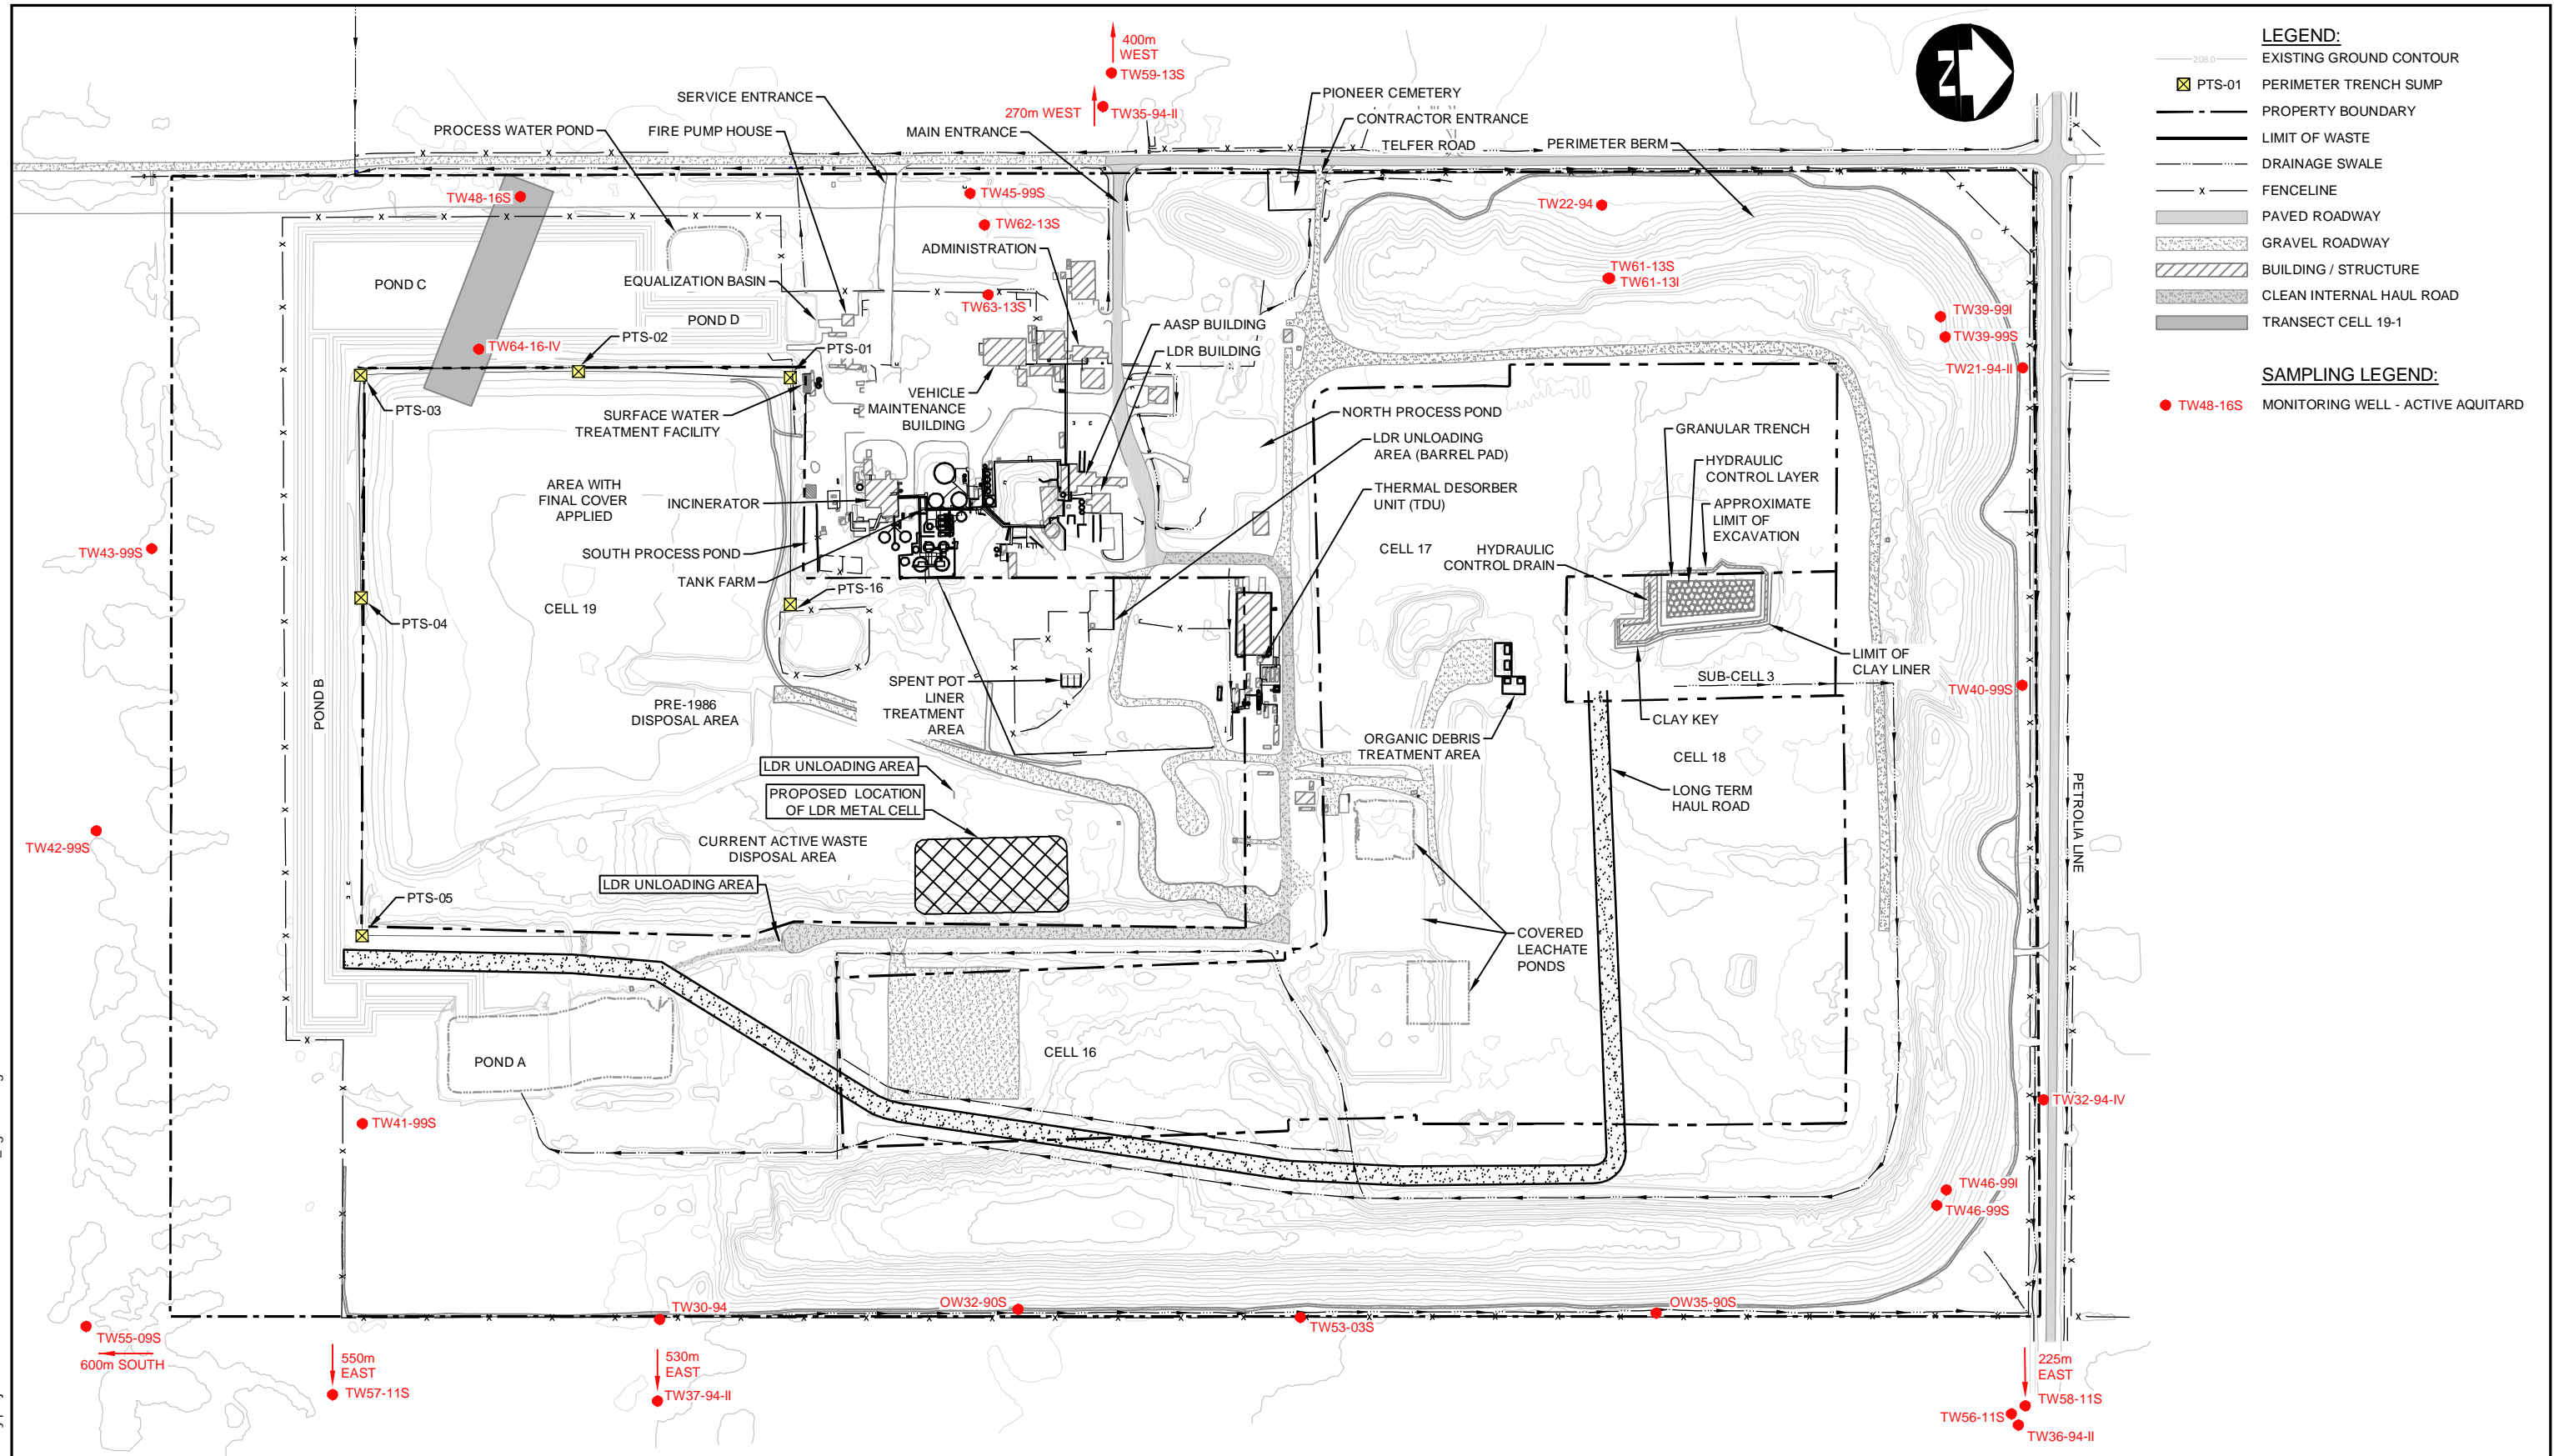 400m
WEST
TW59-13S
270m WEST
TW35-94-II
SERVICE ENTRANCE
PROCESS WATER POND
FIRE PUMP HOUSE
MAIN ENTRANCE
PIONEER CEMETERY
CONTRACTOR ENTRANCE
TELFER ROAD
PERIMETER BERM
N
LEGEND:
208.0
EXISTING GROUND CONTOUR
PTS-01
PERIMETER TRENCH SUMP
PROPERTY BOUNDARY
LIMIT OF WASTE
DRAINAGE SWALE
FENCELINE
PAVED ROADWAY
GRAVEL ROADWAY
BUILDING / STRUCTURE
CLEAN INTERNAL HAUL ROAD
TRANSECT CELL 19-1
SAMPLING LEGEND:
TW48-16S
MONITORING WELL - ACTIVE AQUITARD
TW48-16S
TW45-99S
TW62-13S
TW22-94
ADMINISTRATION
POND C
EQUALIZATION BASIN
TW63-13S
TW61-13S
TW61-13I
POND D
TW39-99I
TW39-99S
AASP BUILDING
LDR BUILDING
TW64-16-IV
PTS-02
PTS-01
TW21-94-II
PTS-03
SURFACE WATER
TREATMENT FACILITY
VEHICLE
MAINTENANCE
BUILDING
NORTH PROCESS POND
LDR UNLOADING
AREA (BARREL PAD)
GRANULAR TRENCH
HYDRAULIC
CONTROL LAYER
APPROXIMATE
LIMIT OF
EXCAVATION
AREA WITH
FINAL COVER
APPLIED
INCINERATOR
THERMAL DESORBER
UNIT (TDU)
TW43-99S
SOUTH PROCESS POND
TANK FARM
CELL 17
HYDRAULIC
CONTROL DRAIN
PTS-16
CELL 19
PTS-04
LIMIT OF
CLAY LINER
SUB-CELL 3
TW40-99S
POND B
PRE-1986
DISPOSAL AREA
SPENT POT
LINER
TREATMENT
AREA
CLAY KEY
ORGANIC DEBRIS
TREATMENT AREA
CELL 18
LDR UNLOADING AREA
PROPOSED LOCATION
OF LDR METAL CELL
LONG TERM
HAUL ROAD
PETROLIA LINE
TW42-99S
CURRENT ACTIVE WASTE
DISPOSAL AREA
LDR UNLOADING AREA
PTS-05
COVERED
LEACHATE
PONDS
POND A
CELL 16
TW41-99S
TW32-94-IV
TW46-99I
TW46-99S
TW30-94
OW32-90S
TW53-03S
OW35-90S
TW55-09S
600m SOUTH
550m
EAST
TW57-11S
530m
EAST
TW37-94-II
225m
EAST
TW58-11S
TW56-11S
TW36-94-II